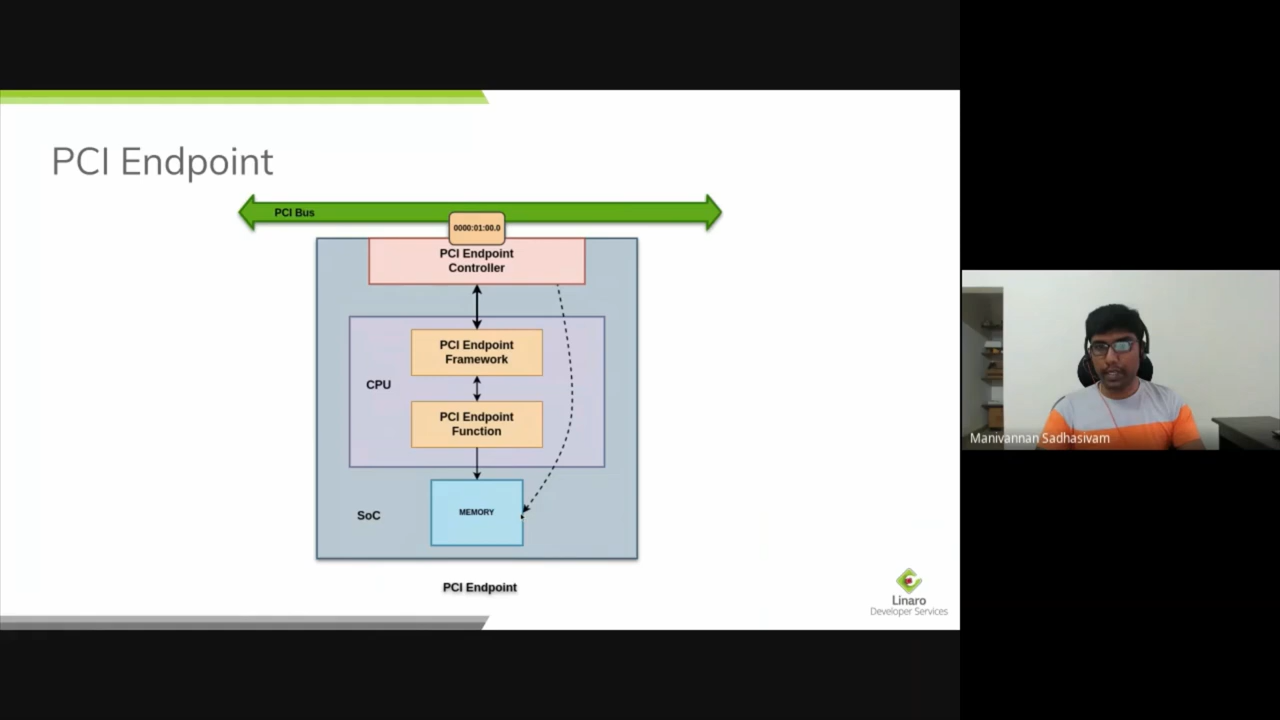 PCI Endpoint
PCI Bus
0000:01:00.0
PCI Endpoint
Controller
PCI Endpoint
Framework
CPU
PCI Endpoint
Function
MEMORY
SoC
PCI Endpoint
Linaro
Developer Services
Manivannan Sadhasivam